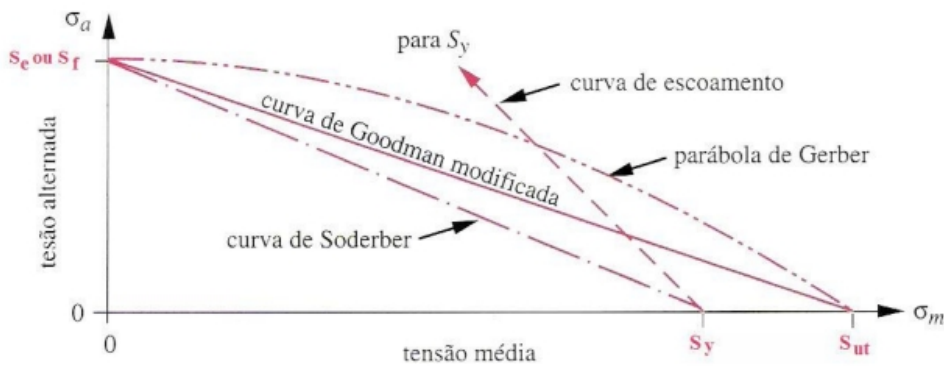 σa
Se ou Sf
para Sy
curva de escoamento
curva de Goodman modificada
parábola de Gerber
tesão alternada
curva de Soderber
0
σm
0
tensão média
Sy
Sut